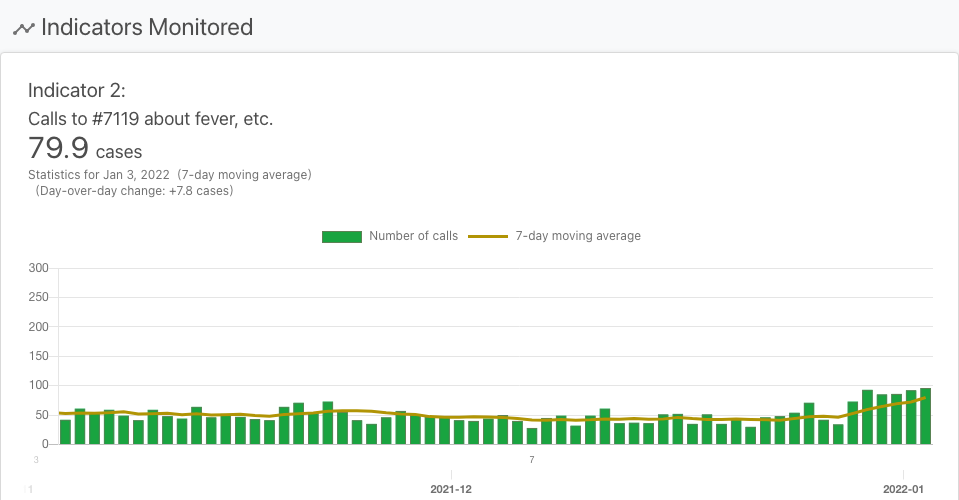 Indicators Monitored
Indicator 2:
Calls to #7119 about fever, etc.
79.9 cases
Statistics for Jan 3, 2022 (7-day moving average)
(Day-over-day change: +7.8 cases)
Number of calls 7-day moving average
300
250
200
150
100
50
0
3 7
1 2021-12 2022-01